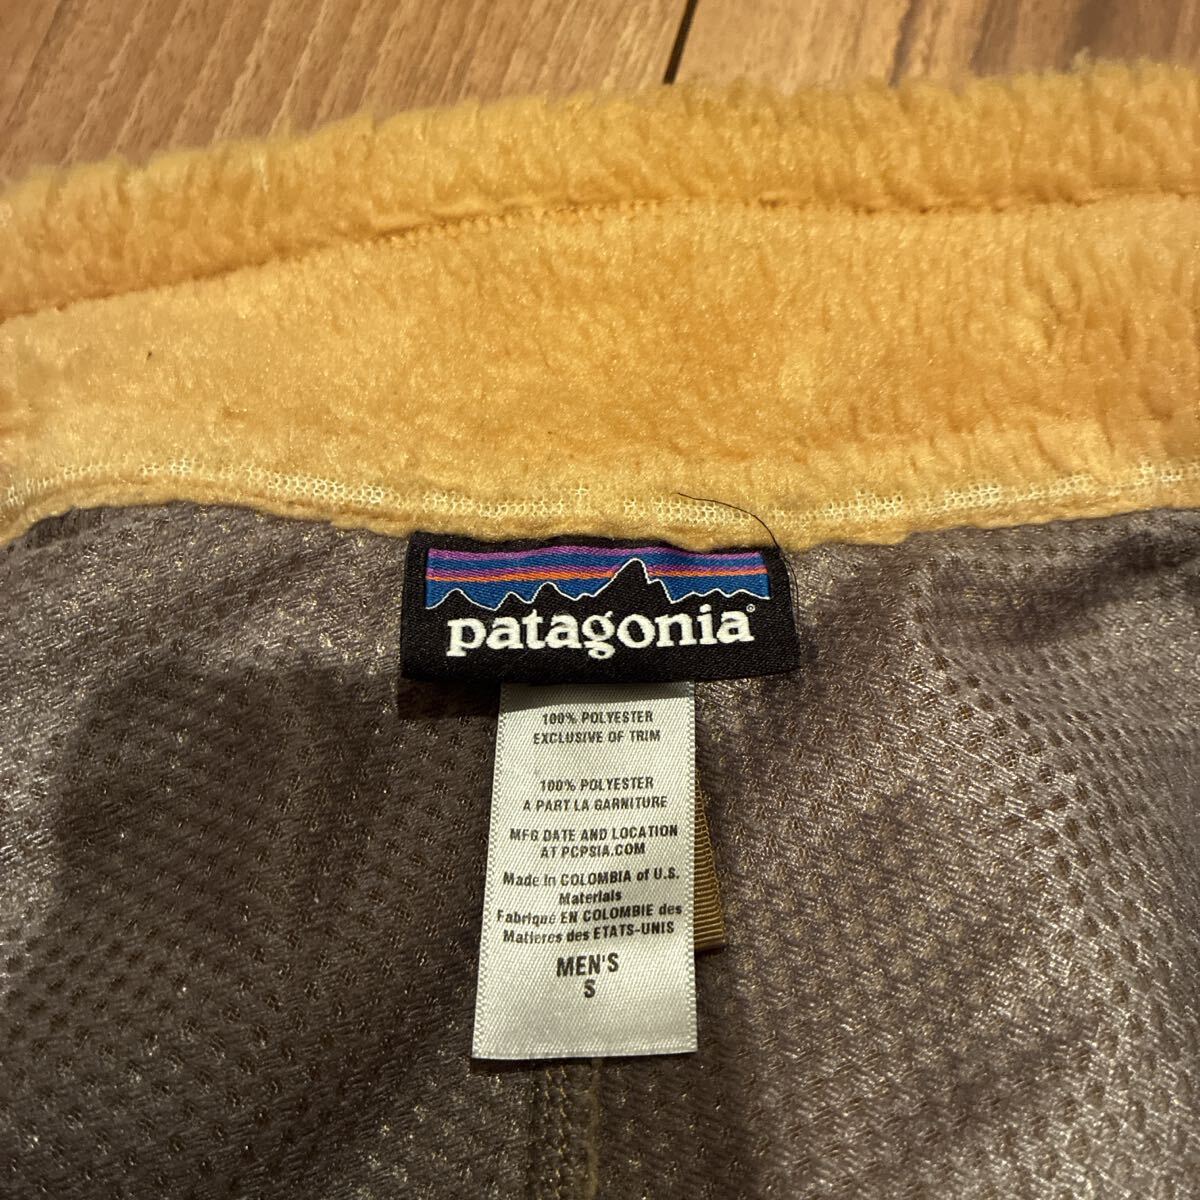 patagonia®
100% POLYESTER
EXCLUSIVE OF TRIM
100% POLYESTER
A PART LA GARNITURE
MFG DATE AND LOCATION
AT PCPSIA.COM
Made in COLOMBIA of U.S.
Materials
Fabriqué EN COLOMBIE des
Matieres des ETATS-UNIS
MEN'S
S